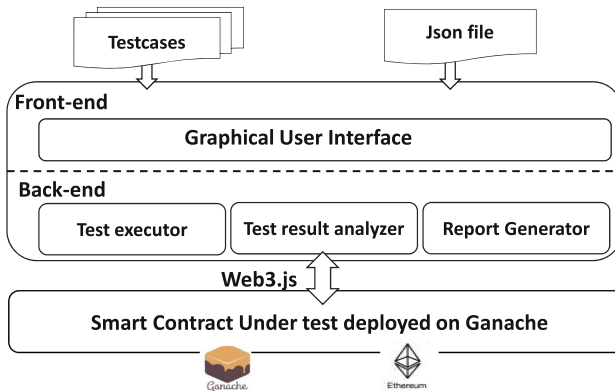 Testcases
Json file
Front-end
Graphical User Interface
Back-end
Test executor
Test result analyzer
Report Generator
Web3.js
Smart Contract Under test deployed on Ganache
Ganache
Ethereum